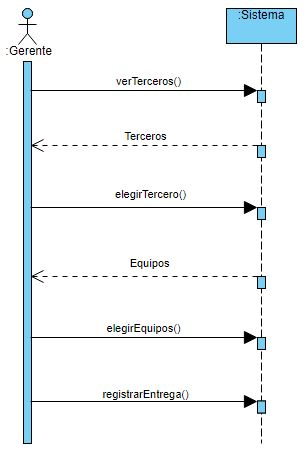 :Sistema
:Gerente
verTerceros()
Terceros
elegirTercero()
Equipos
elegirEquipos()
registrarEntrega()